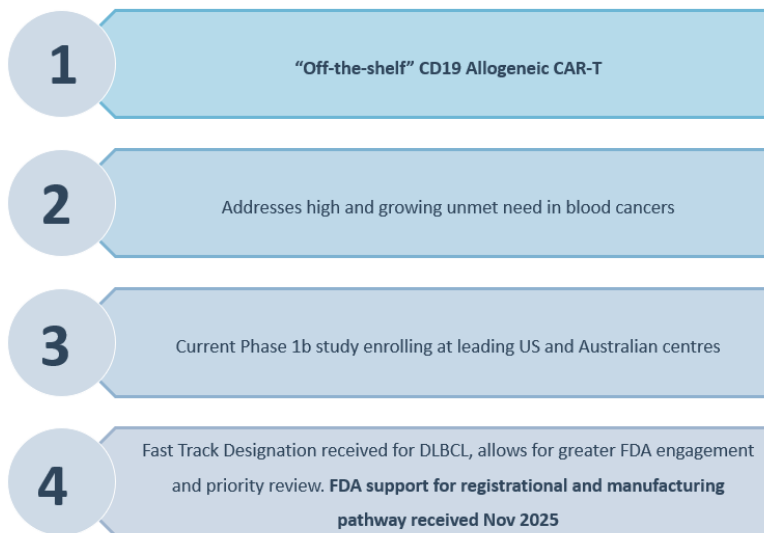 1
“Off-the-shelf” CD19 Allogeneic CAR-T
2
Addresses high and growing unmet need in blood cancers
3
Current Phase 1b study enrolling at leading US and Australian centres
4
Fast Track Designation received for DLBCL, allows for greater FDA engagement
and priority review. FDA support for registrational and manufacturing
pathway received Nov 2025